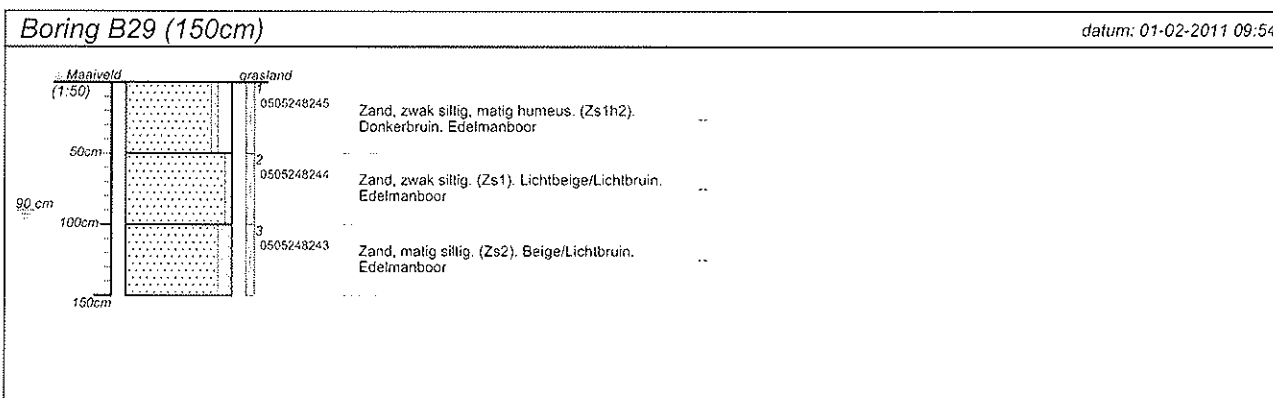 Boring B29 (150cm)
datum: 01-02-2011 09:54
Maaiveld
grasland
(1:50)
1
0505248245
Zand, zwak siltig, matig humeus. (Zs1h2).
Donkerbruin. Edelmanboor
--
50cm
2
0505248244
Zand, zwak siltig. (Zs1). Lichtbeige/Lichtbruin.
Edelmanboor
--
90 cm
100cm
3
0505248243
Zand, matig siltig. (Zs2). Beige/Lichtbruin.
Edelmanboor
--
150cm